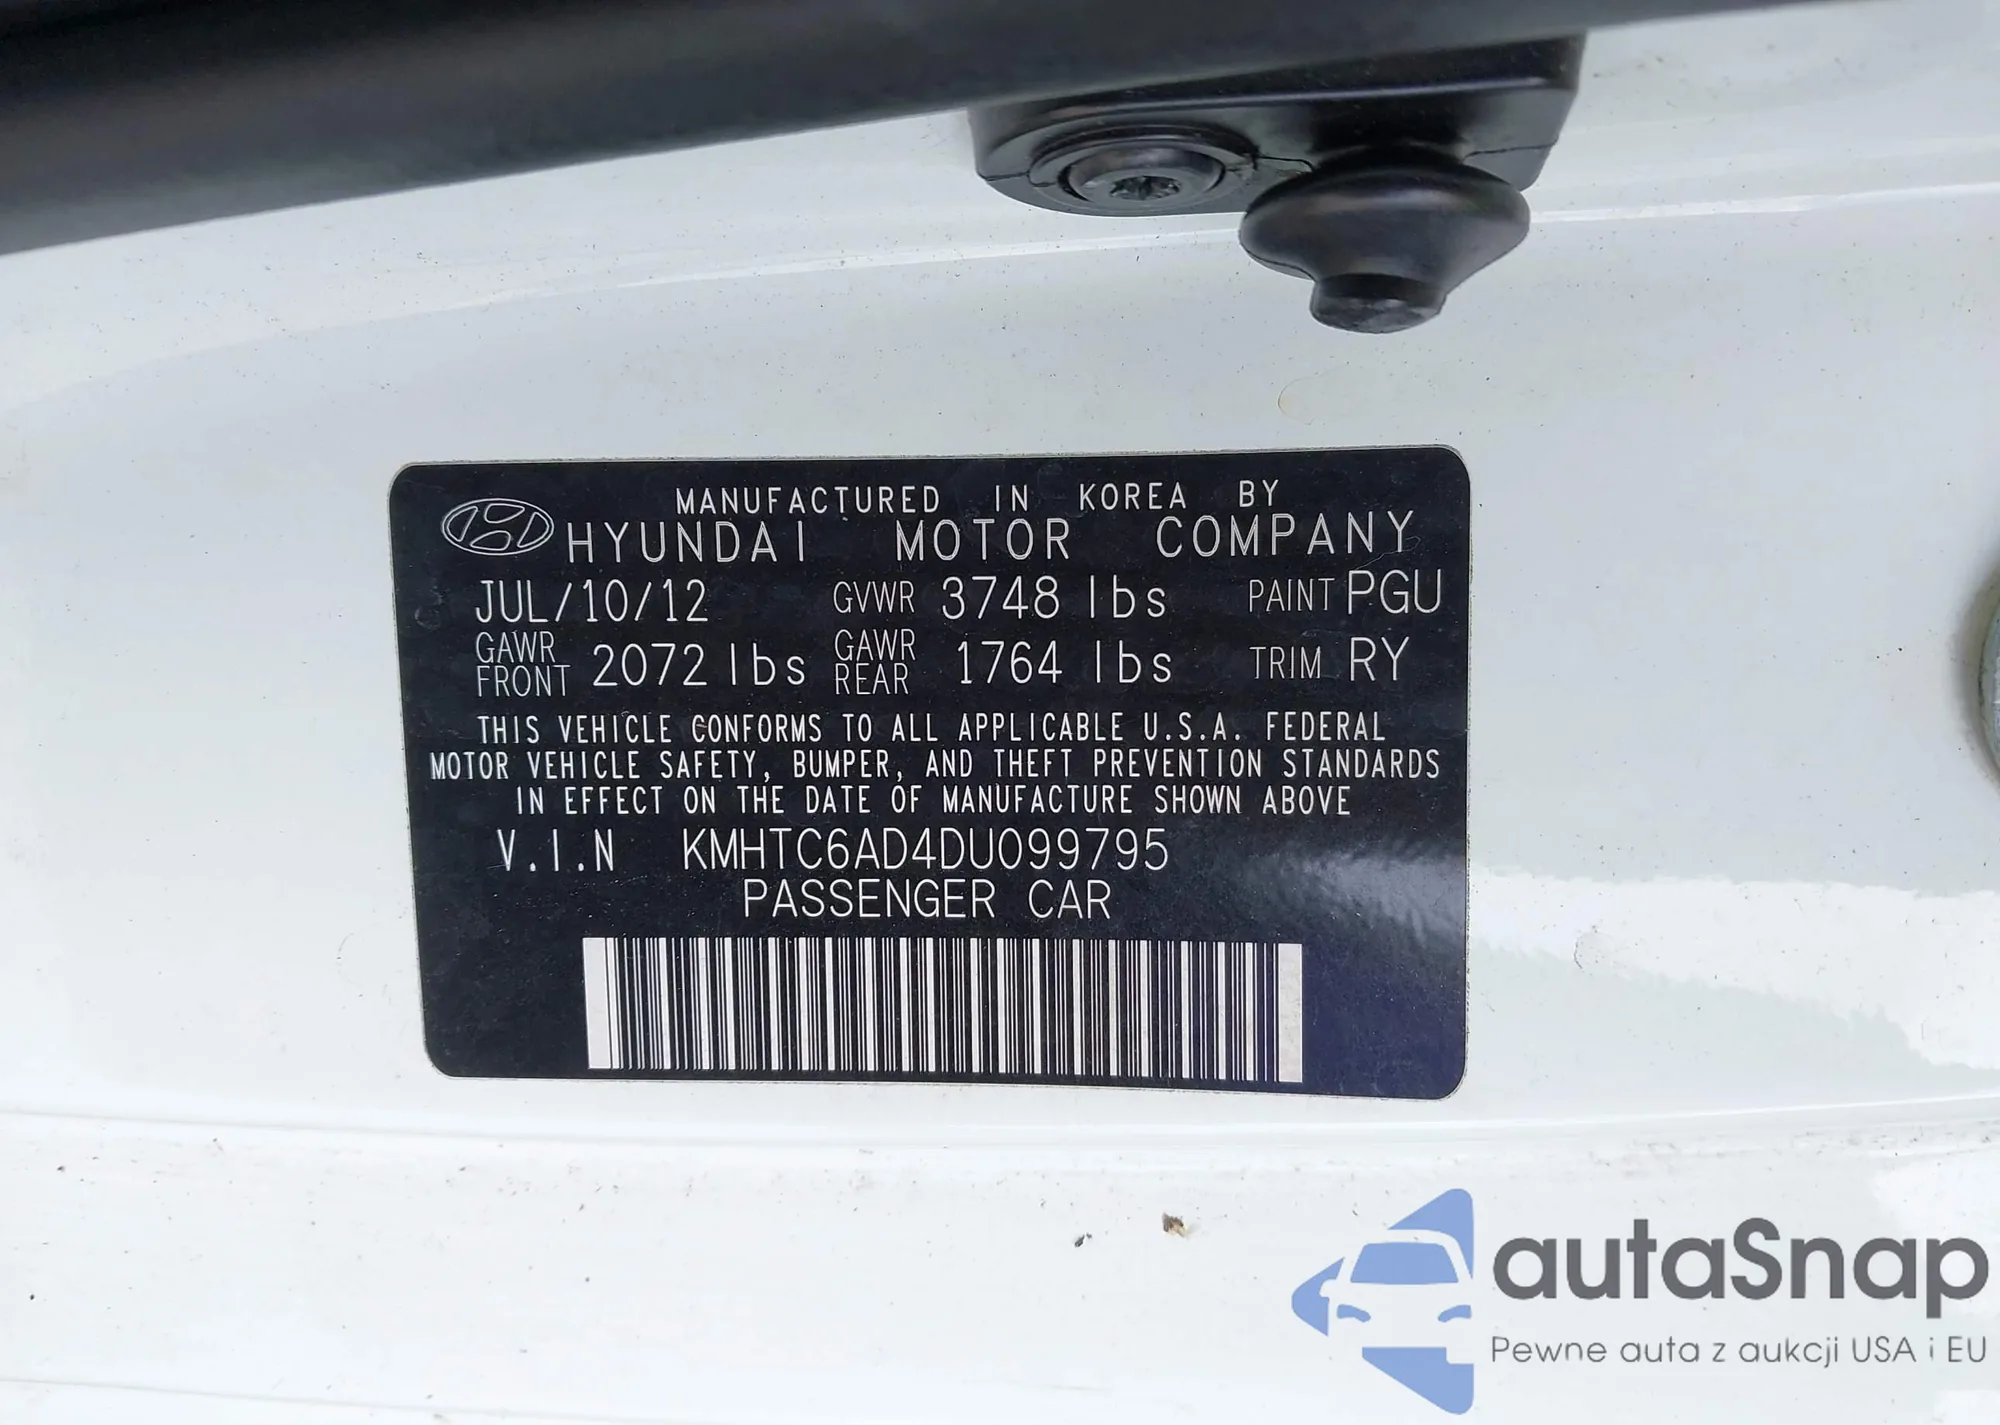 MANUFACTURED IN KOREA BY
HYUNDAI MOTOR COMPANY
JUL/10/12 GVWR 3748 lbs PAINT PGU
GAWR FRONT 2072 lbs GAWR REAR 1764 lbs TRIM RY
THIS VEHICLE CONFORMS TO ALL APPLICABLE U.S.A. FEDERAL
MOTOR VEHICLE SAFETY, BUMPER, AND THEFT PREVENTION STANDARDS
IN EFFECT ON THE DATE OF MANUFACTURE SHOWN ABOVE
V.I.N KMHTC6AD4DU099795
PASSENGER CAR
autaSnap
Pewne auta z aukcji USA i EU